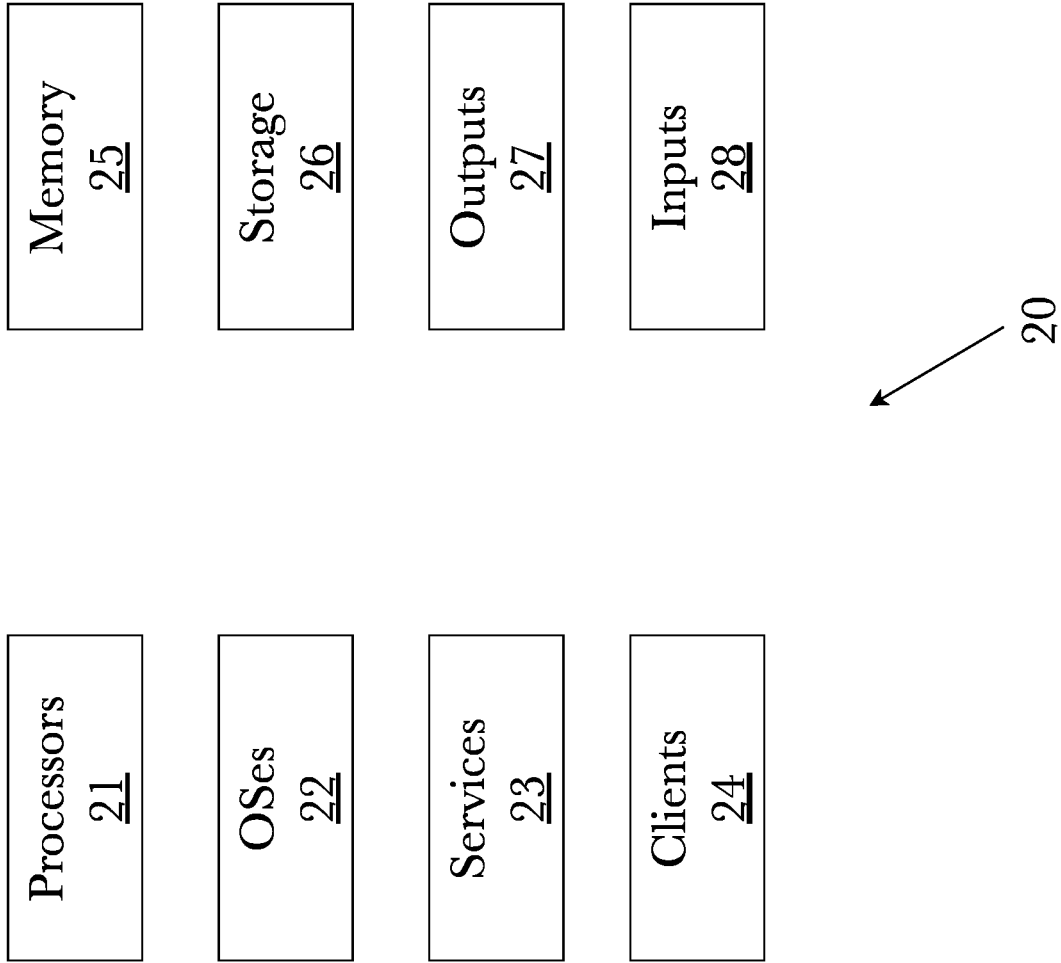 Processors
21
OSes
22
Services
23
Clients
24
Memory
25
Storage
26
Outputs
27
Inputs
28
20